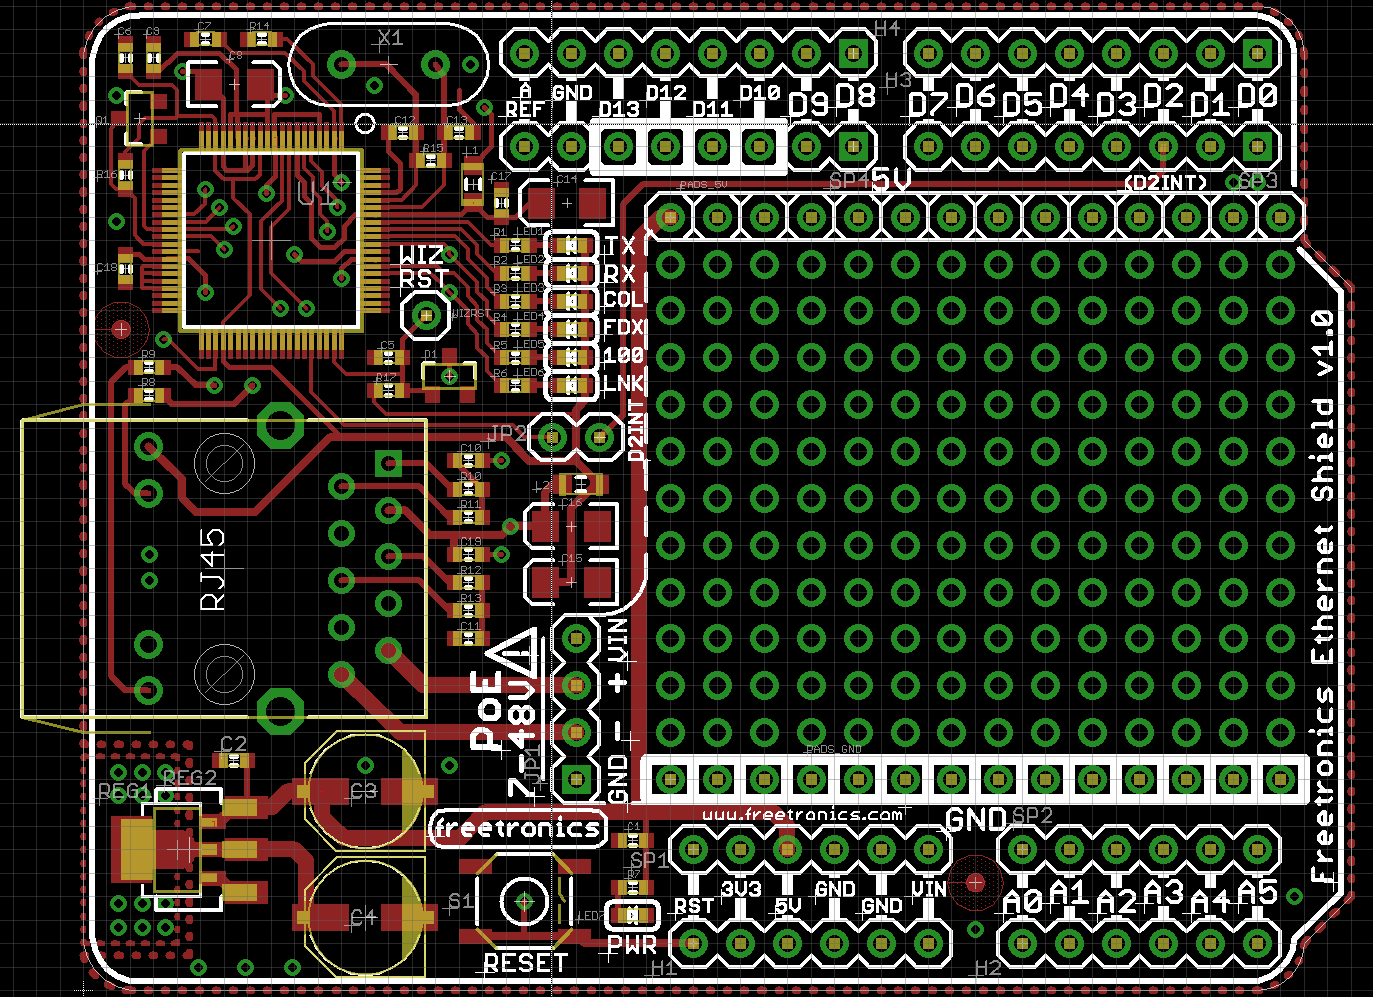 C6 C8 C7 R14
X1
H4
H3
C9
A
REF
GND
D13 D12 D11 D10 D9 D8
D7 D6 D5 D4 D3 D2 D1 D0
Q1
C12 C13
R15
L1
R16
U1
C17
C14
SP4
5V
PADS_5V
(D2INT)
SP3
C18
WIZ
RST
WIZRST
R1 LED1 TX
R2 LED2 RX
R3 LED3 COL
R4 LED4 FDX
R5 LED5 100
R6 LED6 LNK
C5
D1
R17
R9
R8
JP2
D2INT
C10
R10
R11
L2
C16
C19
C15
R12
R13
C11
RJ45
PoE
7-48V
JP1
VIN
+
-
GND
Freetronics Ethernet Shield v1.0
PADS_GND
C2
REG1
REG2
C3
freetronics
www.freetronics.com
GND
SP2
C1
SP1
R7
C4
S1
LED7
PWR
RESET
RST 3V3 5V GND GND VIN
A0 A1 A2 A3 A4 A5
H1
H2